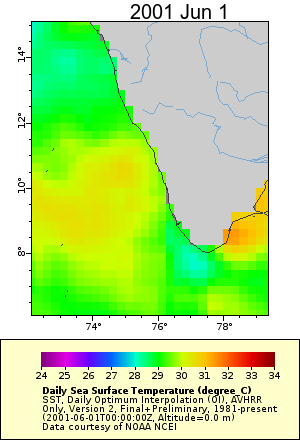 2001 Jun 1
14°
12°
10°
8°
74° 76° 78°
24 25 26 27 28 29 30 31 32 33 34
Daily Sea Surface Temperature (degree_C)
SST, Daily Optimum Interpolation (OI), AVHRR
Only, Version 2, Final+Preliminary, 1981-present
(2001-06-01T00:00:00Z, Altitude=0.0 m)
Data courtesy of NOAA NCEI